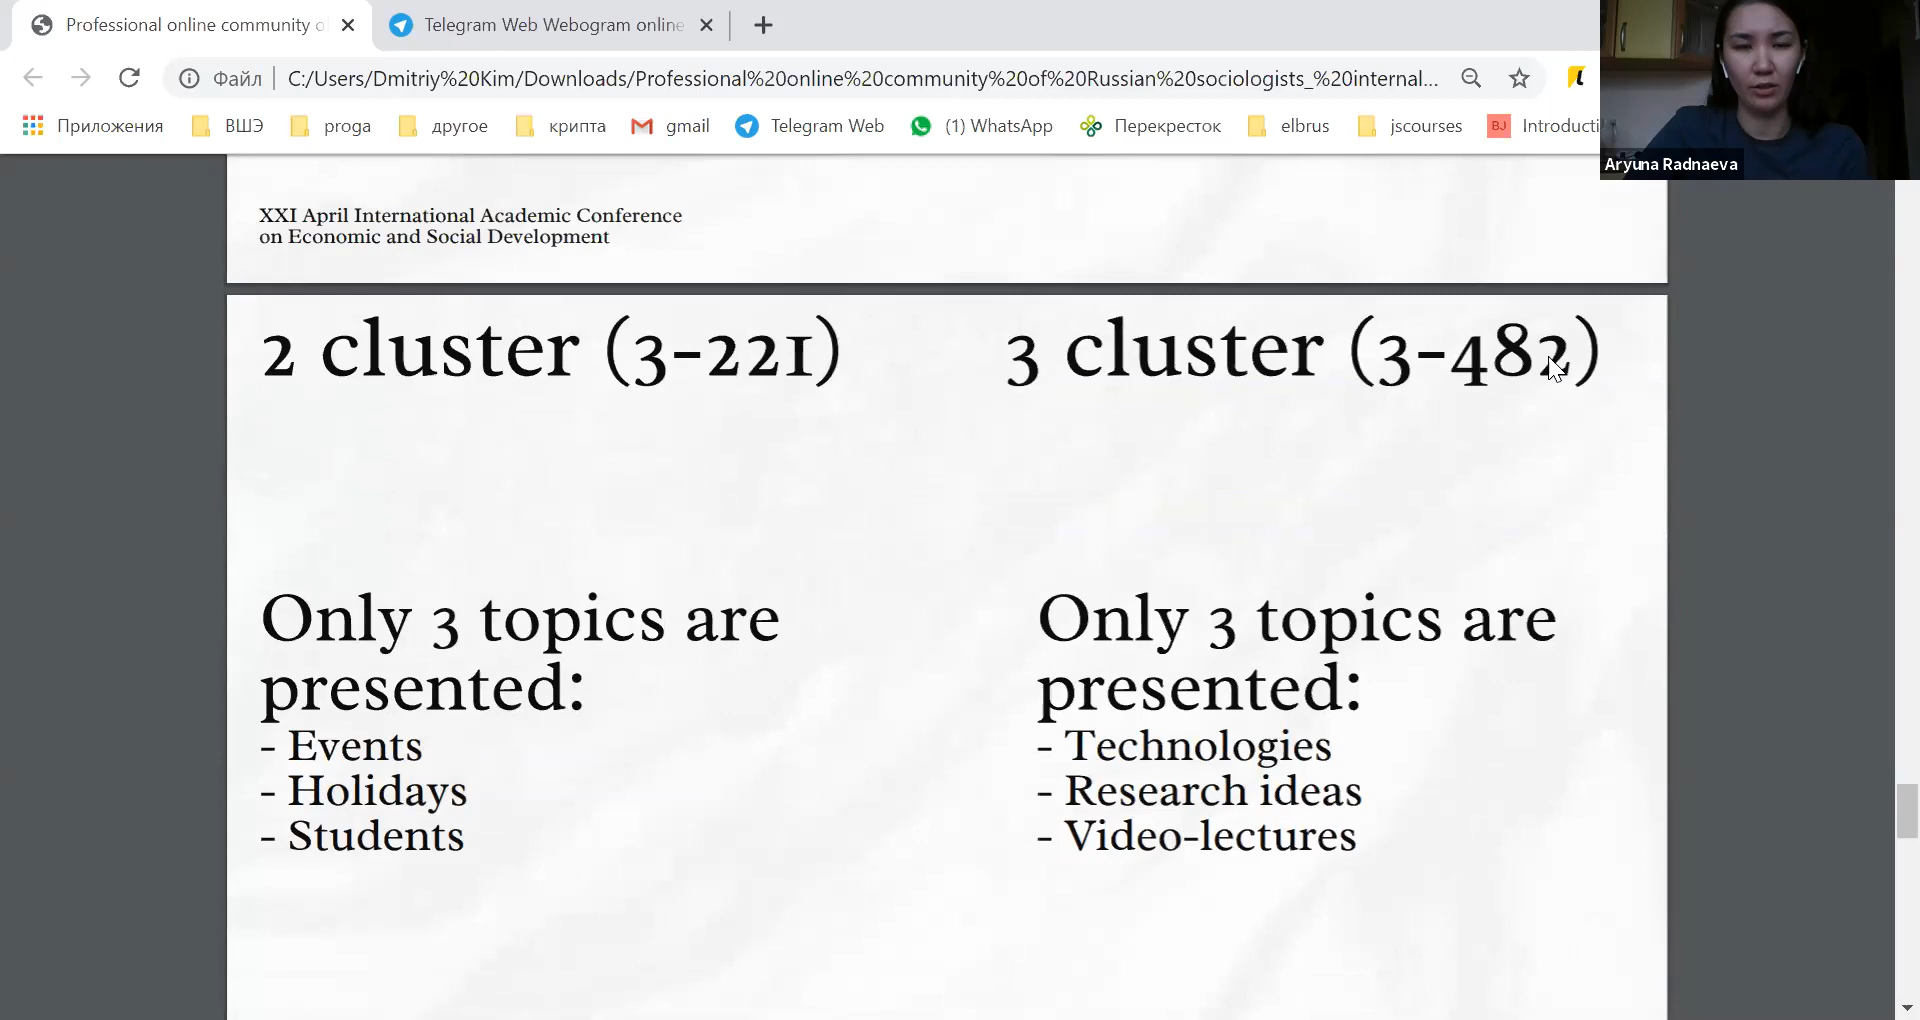 Professional online community o
Telegram Web Webogram online
Файл
C:/Users/Dmitriy%20Kim/Downloads/Professional%20online%20community%20of%20Russian%20sociologists_%20internal...
Приложения
ВШЭ
proga
другое
крипта
gmail
Telegram Web
(1) WhatsApp
Перекресток
elbrus
jscourses
BJ
Introducti
Aryuna Radnaeva
XXI April International Academic Conference
on Economic and Social Development
2 cluster (3-221)
3 cluster (3-482)
Only 3 topics are
presented:
- Events
- Holidays
- Students
Only 3 topics are
presented:
- Technologies
- Research ideas
- Video-lectures